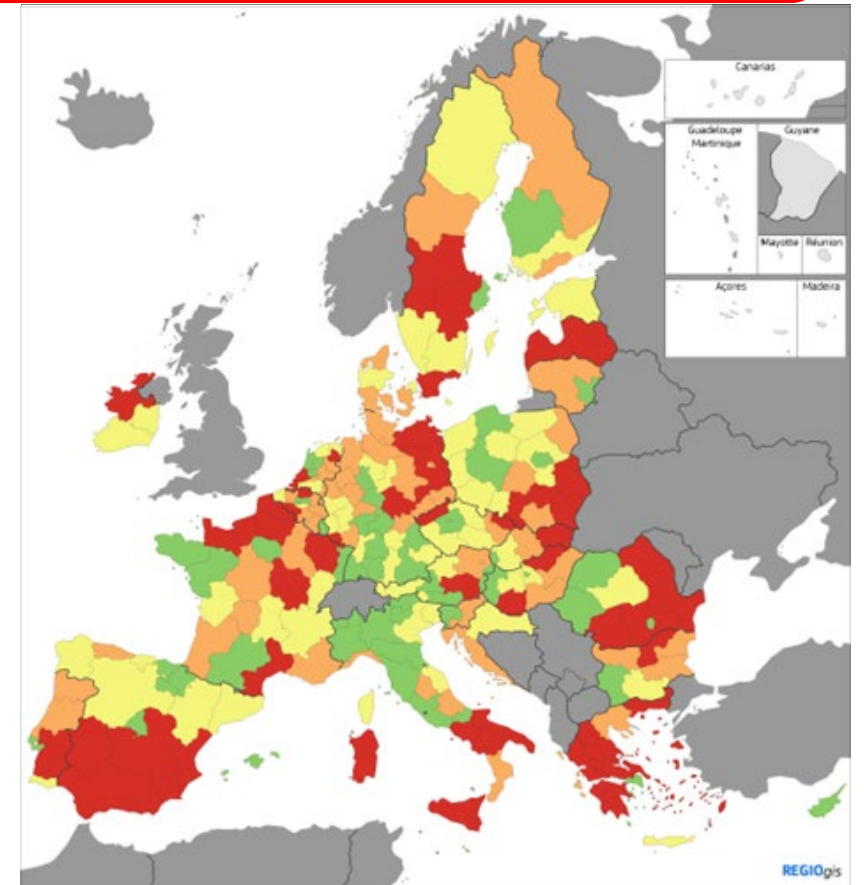 Canarias
Guadeloupe
Martinique
Guyane
Mayotte
Réunion
Açores
Madeira
REGIOgis